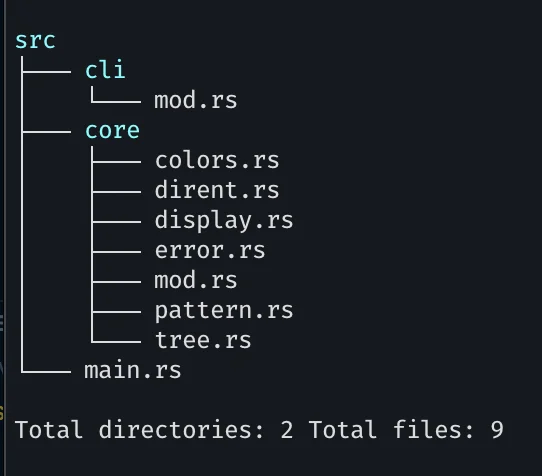 src
cli
mod.rs
core
colors.rs
dirent.rs
display.rs
error.rs
mod.rs
pattern.rs
tree.rs
main.rs
Total directories: 2 Total files: 9